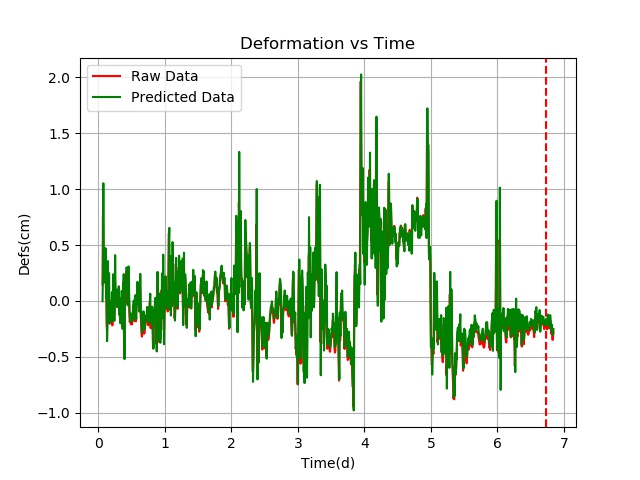 Deformation vs Time
Raw Data
Predicted Data
Defs(cm)
2.0
1.5
1.0
0.5
0.0
−0.5
−1.0
0 1 2 3 4 5 6 7
Time(d)